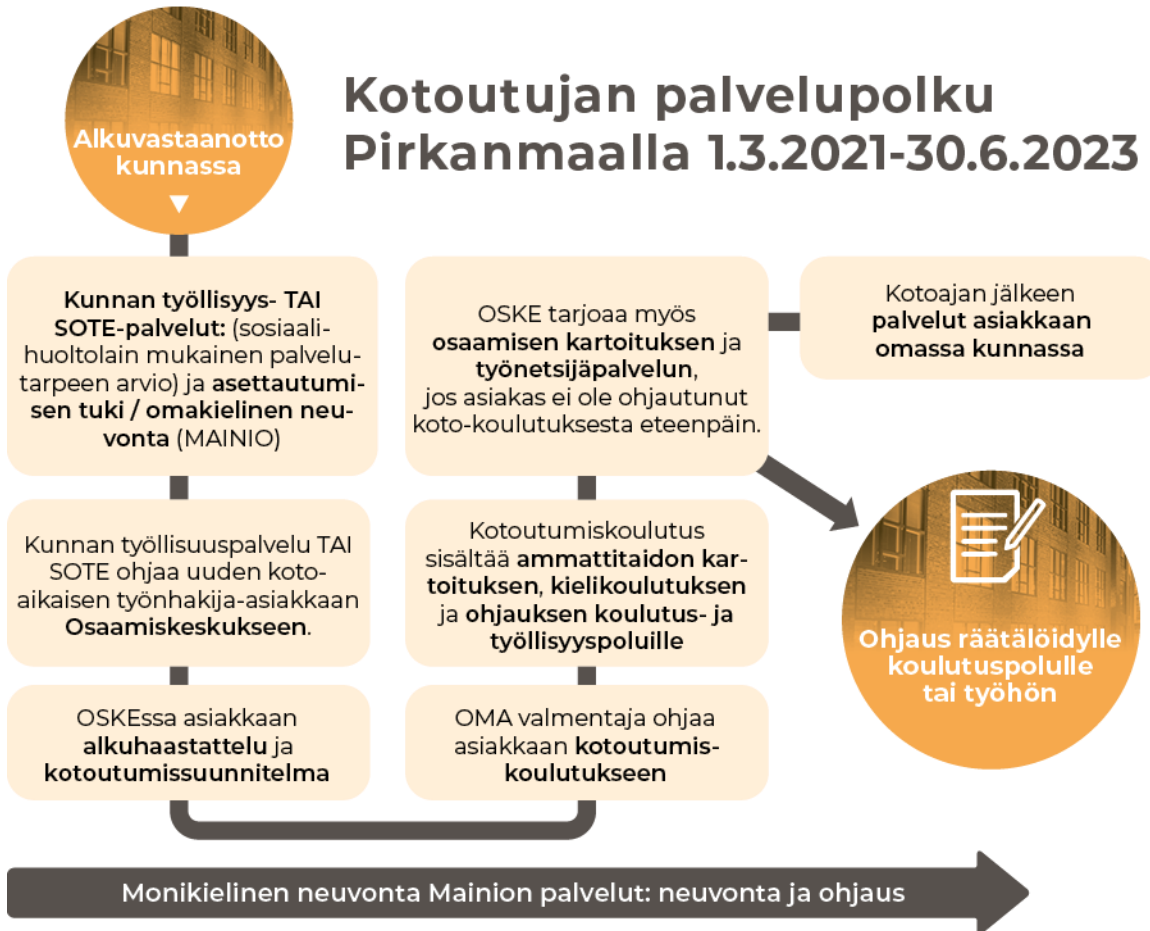 Alkuvastaanotto
kunnassa
Kotoutujan palvelupolku
Pirkanmaalla 1.3.2021-30.6.2023
Kunnan työllisyys- TAI
SOTE-palvelut: (sosiaali-
huoltolain mukainen palvelu-
tarpeen arvio) ja asettautumi-
sen tuki / omakielinen neu-
vonta (MAINIO)
Kunnan työllisuuspalvelu TAI
SOTE ohjaa uuden koto-
aikaisen työnhakija-asiakkaan
Osaamiskeskukseen.
OSKEssa asiakkaan
alkuhaastattelu ja
kotoutumissuunnitelma
OMA valmentaja ohjaa
asiakkaan kotoutumis-
koulutukseen
Kotoutumiskoulutus
sisältää ammattitaidon kar-
toituksen, kielikoulutuksen
ja ohjauksen koulutus- ja
työllisyyspoluille
OSKE tarjoaa myös
osaamisen kartoituksen ja
työnetsijäpalvelun,
jos asiakas ei ole ohjautunut
koto-koulutuksesta eteenpäin.
Kotoajan jälkeen
palvelut asiakkaan
omassa kunnassa
Ohjaus räätälöidylle
koulutuspolulle
tai työhön
Monikielinen neuvonta Mainion palvelut: neuvonta ja ohjaus